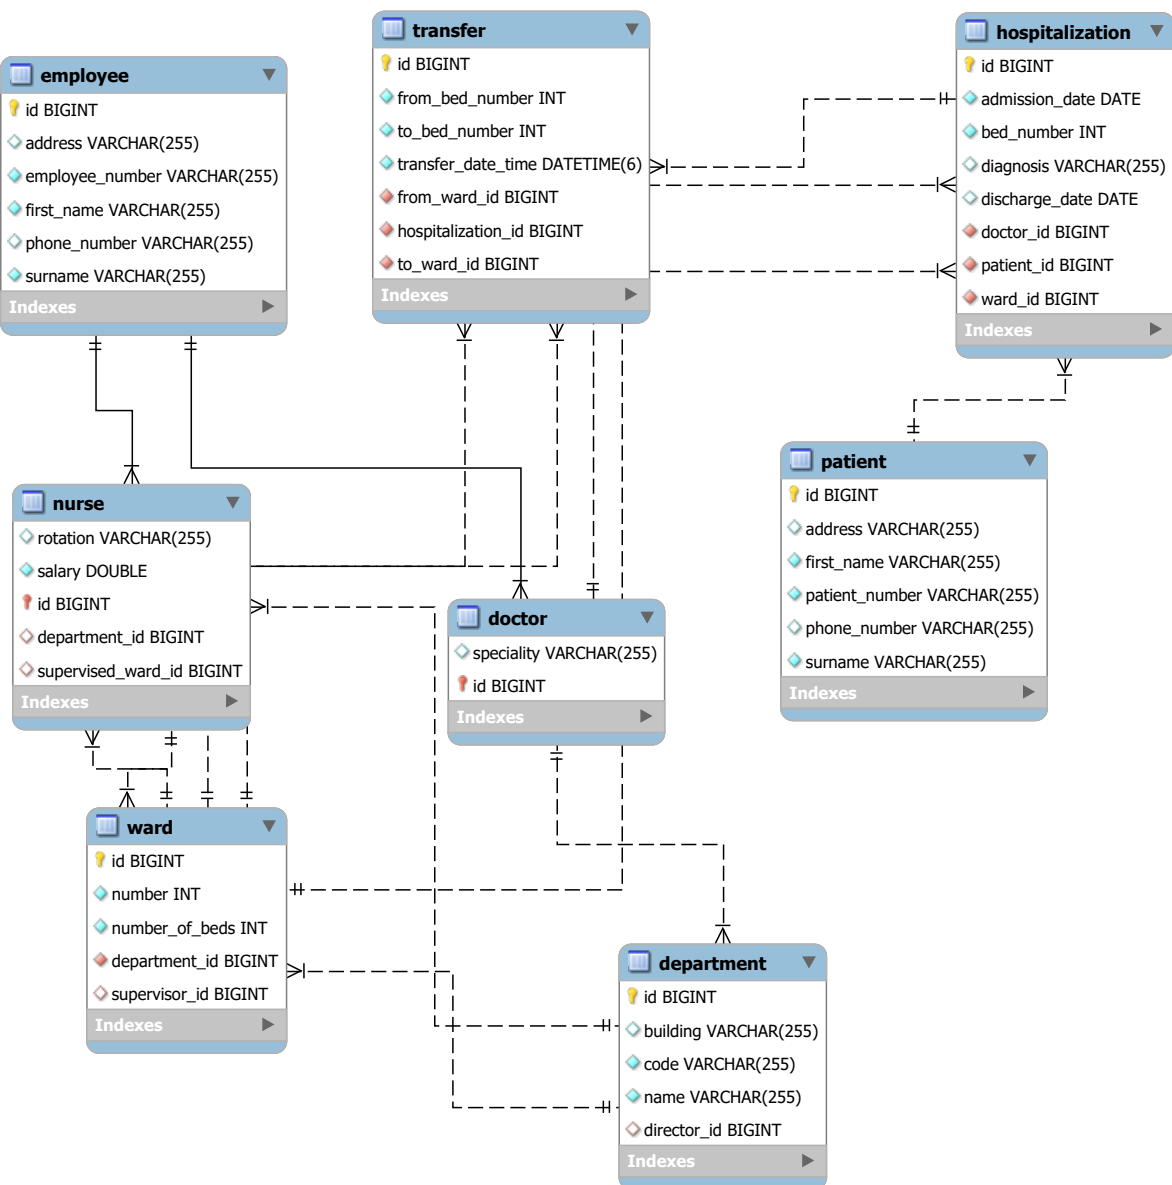 employee
id BIGINT
address VARCHAR(255)
employee_number VARCHAR(255)
first_name VARCHAR(255)
phone_number VARCHAR(255)
surname VARCHAR(255)
Indexes
transfer
id BIGINT
from_bed_number INT
to_bed_number INT
transfer_date_time DATETIME(6)
from_ward_id BIGINT
hospitalization_id BIGINT
to_ward_id BIGINT
Indexes
hospitalization
id BIGINT
admission_date DATE
bed_number INT
diagnosis VARCHAR(255)
discharge_date DATE
doctor_id BIGINT
patient_id BIGINT
ward_id BIGINT
Indexes
nurse
rotation VARCHAR(255)
salary DOUBLE
id BIGINT
department_id BIGINT
supervised_ward_id BIGINT
Indexes
doctor
speciality VARCHAR(255)
id BIGINT
Indexes
patient
id BIGINT
address VARCHAR(255)
first_name VARCHAR(255)
patient_number VARCHAR(255)
phone_number VARCHAR(255)
surname VARCHAR(255)
Indexes
ward
id BIGINT
number INT
number_of_beds INT
department_id BIGINT
supervisor_id BIGINT
Indexes
department
id BIGINT
building VARCHAR(255)
code VARCHAR(255)
name VARCHAR(255)
director_id BIGINT
Indexes